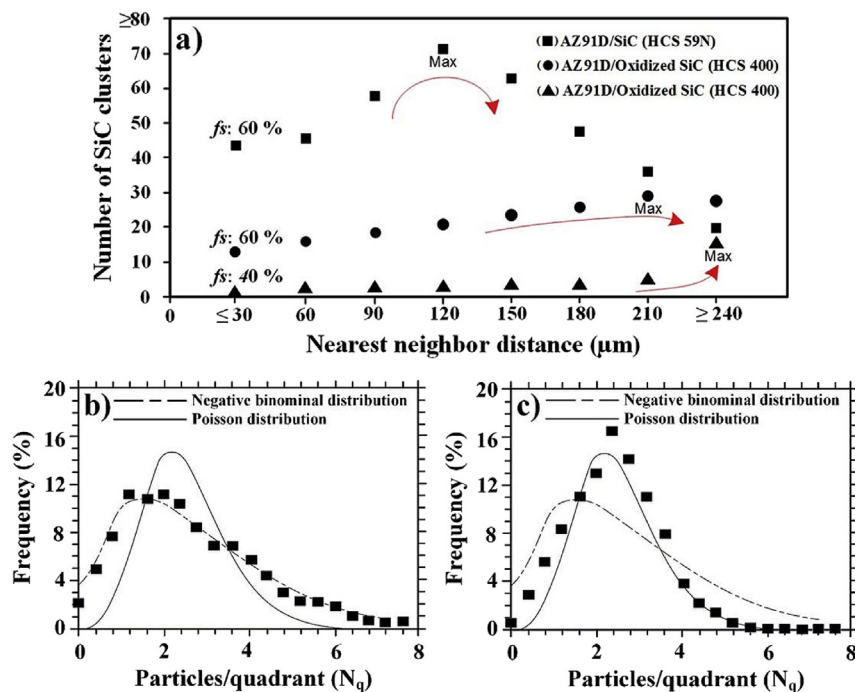 a)
Number of SiC clusters
≥80
70
60
50
40
30
20
10
0
(■) AZ91D/SiC (HCS 59N)
(●) AZ91D/Oxidized SiC (HCS 400)
(▲) AZ91D/Oxidized SiC (HCS 400)
Max
fs: 60 %
Max
fs: 60 %
Max
fs: 40 %
0 ≤30 60 90 120 150 180 210 ≥240
Nearest neighbor distance (µm)
b)
Negative binominal distribution
Poisson distribution
Frequency (%)
20
16
12
8
4
0
0 2 4 6 8
Particles/quadrant (Nq)
c)
Negative binominal distribution
Poisson distribution
Frequency (%)
20
16
12
8
4
0
0 2 4 6 8
Particles/quadrant (Nq)